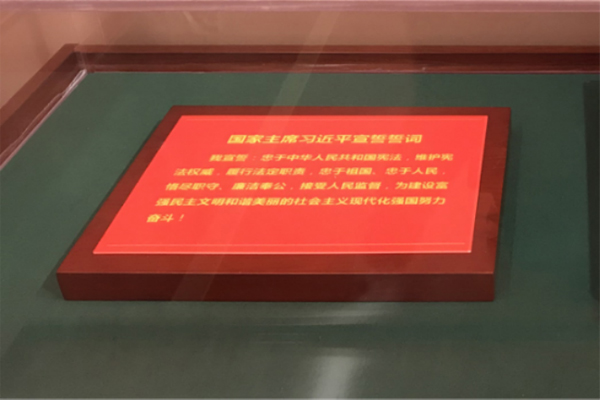 国家主席习近平宣誓誓词
我宣誓：忠于中华人民共和国宪法，维护宪
法权威，履行法定职责，忠于祖国、忠于人民，
恪尽职守、廉洁奉公，接受人民监督，为建设富
强民主文明和谐美丽的社会主义现代化强国努力
奋斗！